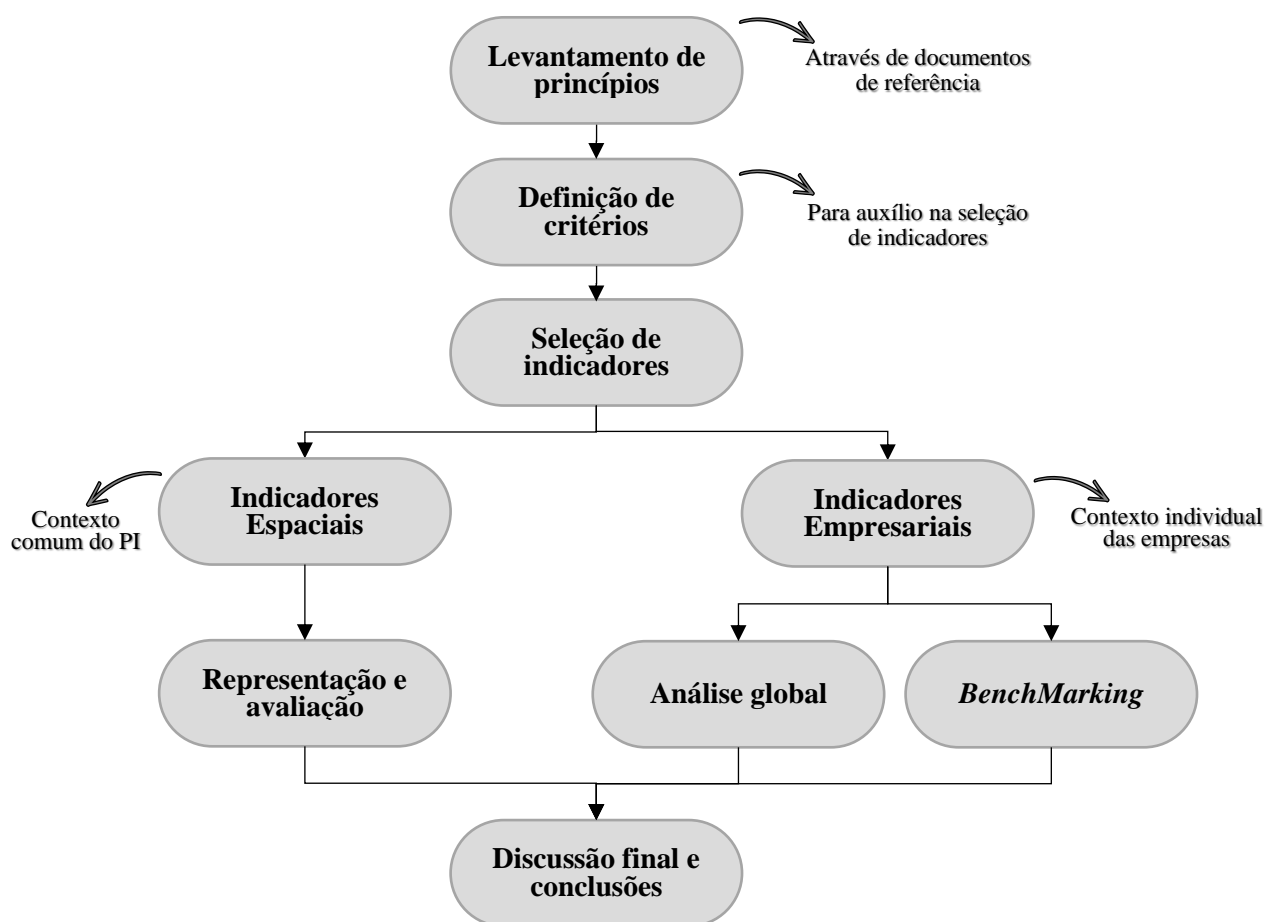 Levantamento de
princípios
Através de documentos
de referência
Definição de
critérios
Para auxílio na seleção
de indicadores
Seleção de
indicadores
Contexto
comum do PI
Indicadores
Espaciais
Indicadores
Empresariais
Contexto individual
das empresas
Representação e
avaliação
Análise global
BenchMarking
Discussão final e
conclusões